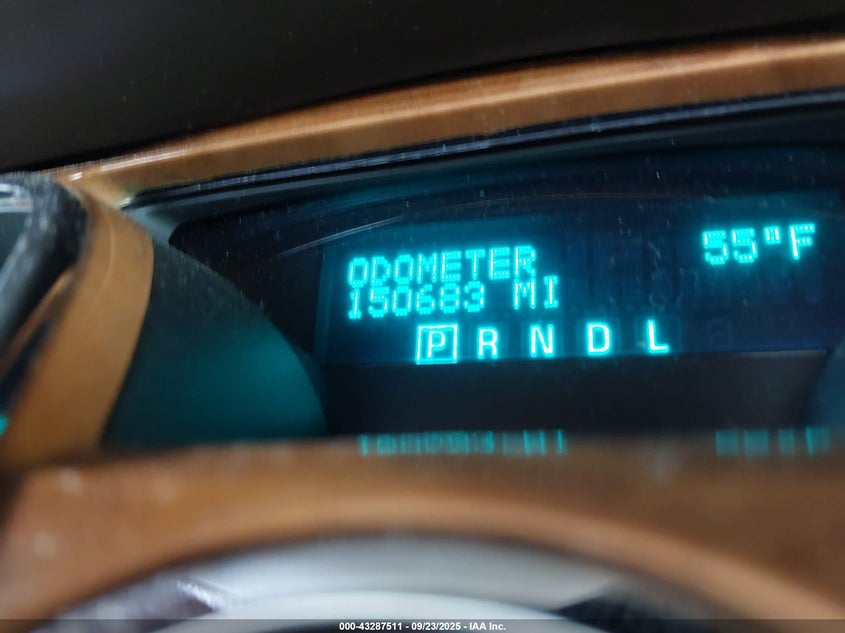 ODOMETER
150683 MI
55°F
P R N D L
000-43287511 - 09/23/2025 - IAA Inc.